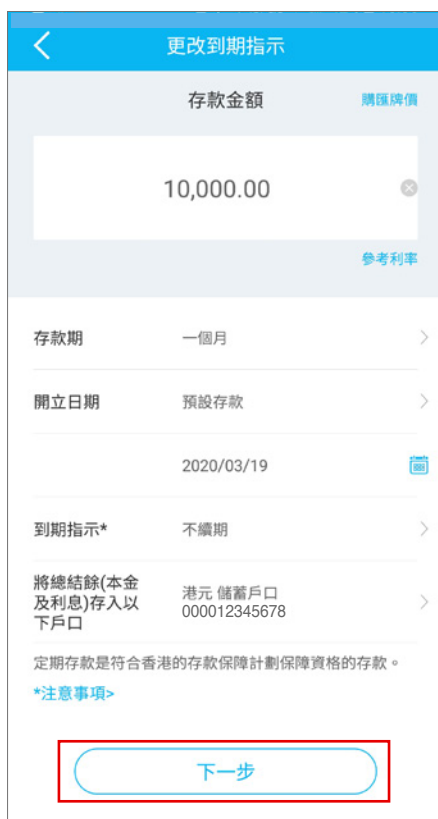 更改到期指示
存款金額 購匯牌價
10,000.00
參考利率
存款期 一個月
開立日期 預設存款
2020/03/19
到期指示* 不續期
將總結餘(本金
及利息)存入以
下戶口
港元 儲蓄戶口
000012345678
定期存款是符合香港的存款保障計劃保障資格的存款。
*注意事項>
下一步